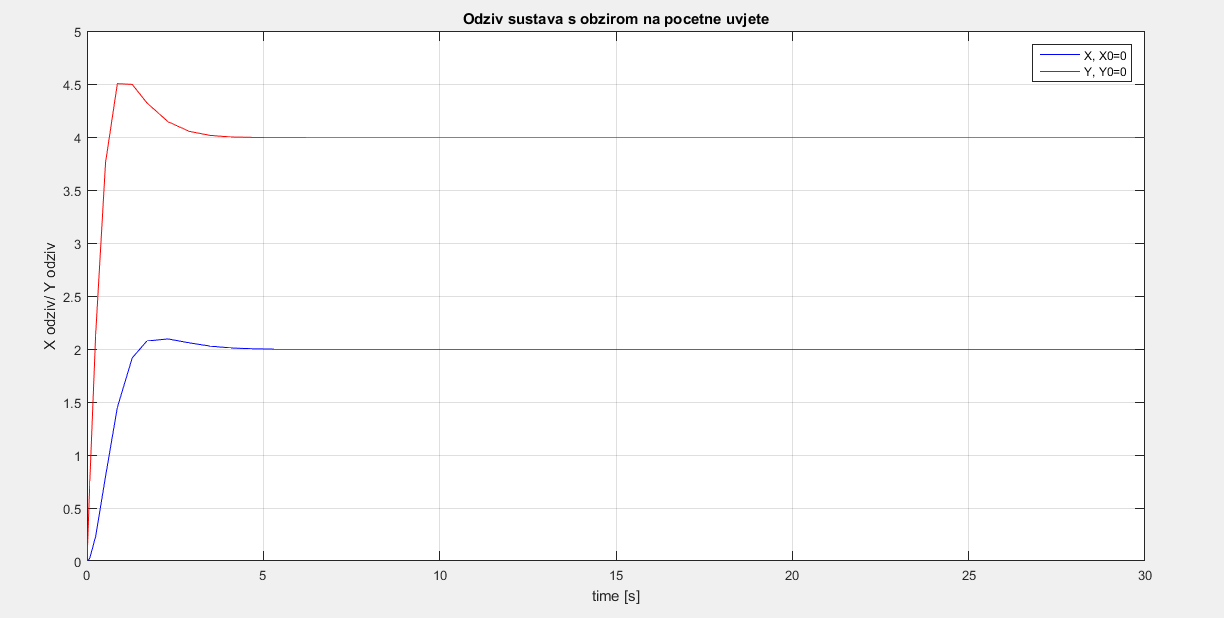 Odziv sustava s obzirom na pocetne uvjete
X, X0=0
Y, Y0=0
X odziv/ Y odziv
5
4.5
4
3.5
3
2.5
2
1.5
1
0.5
0
0 5 10 15 20 25 30
time [s]